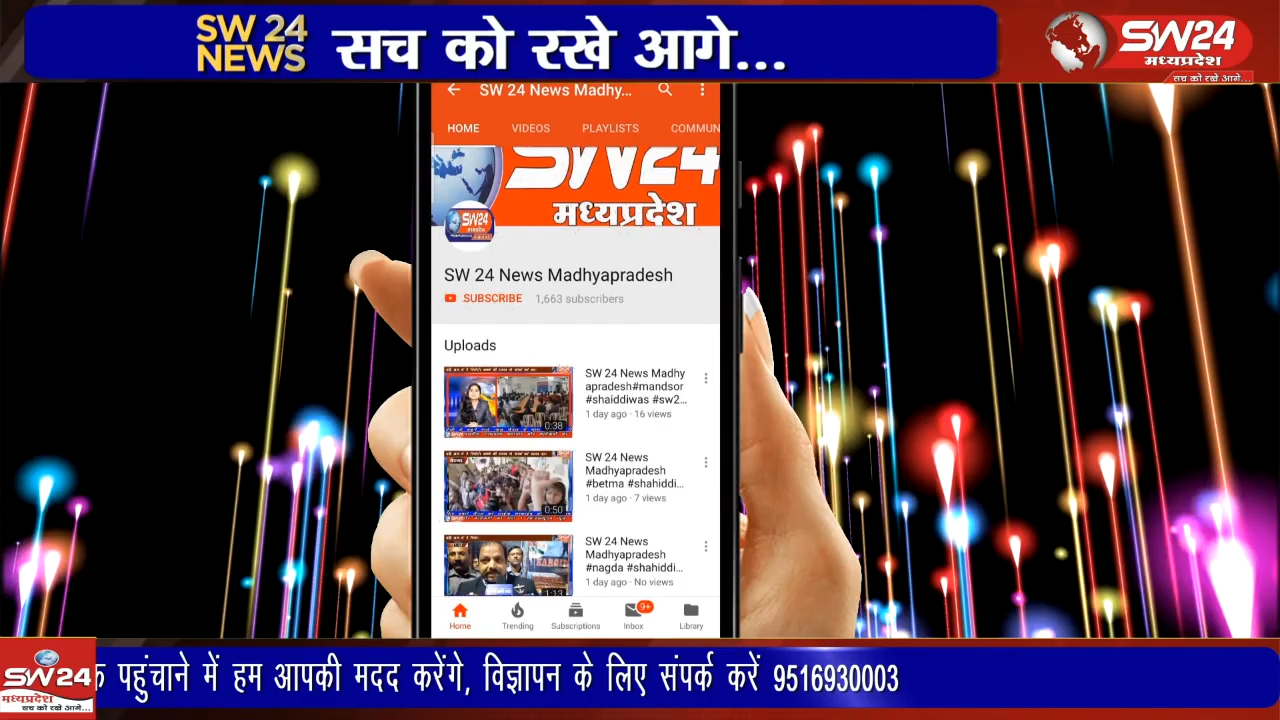 SW 24
NEWS
सच को रखे आगे...
SW24
मध्यप्रदेश
सच को रखे आगे...
SW 24 News Madhy...
HOME VIDEOS PLAYLISTS COMMUN
SW24
मध्यप्रदेश
SW24
SW 24 News Madhyapradesh
SUBSCRIBE 1,663 subscribers
Uploads
SW 24 News Madhy
apradesh#mandsor
#shaiddiwas #sw2...
1 day ago · 16 views
0:38
SW 24 News
Madhyapradesh
#betma #shahiddi...
1 day ago · 7 views
0:50
SW 24 News
Madhyapradesh
#nagda #shahiddi...
1 day ago · No views
1:13
9+
Home Trending Subscriptions Inbox Library
SW24
मध्यप्रदेश
सच को रखे आगे...
पहुंचाने में हम आपकी मदद करेंगे, विज्ञापन के लिए संपर्क करें 9516930003